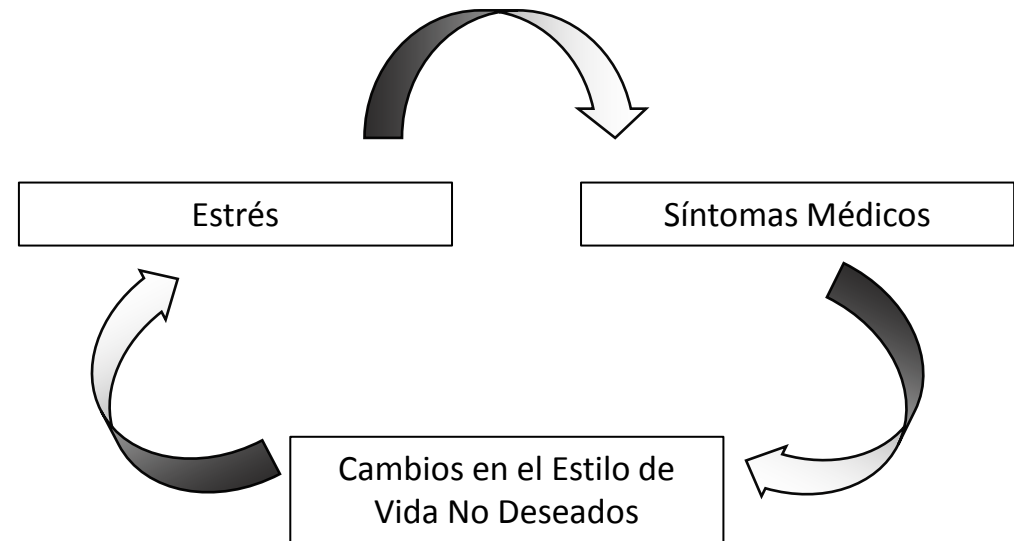 Estrés
Síntomas Médicos
Cambios en el Estilo de
Vida No Deseados